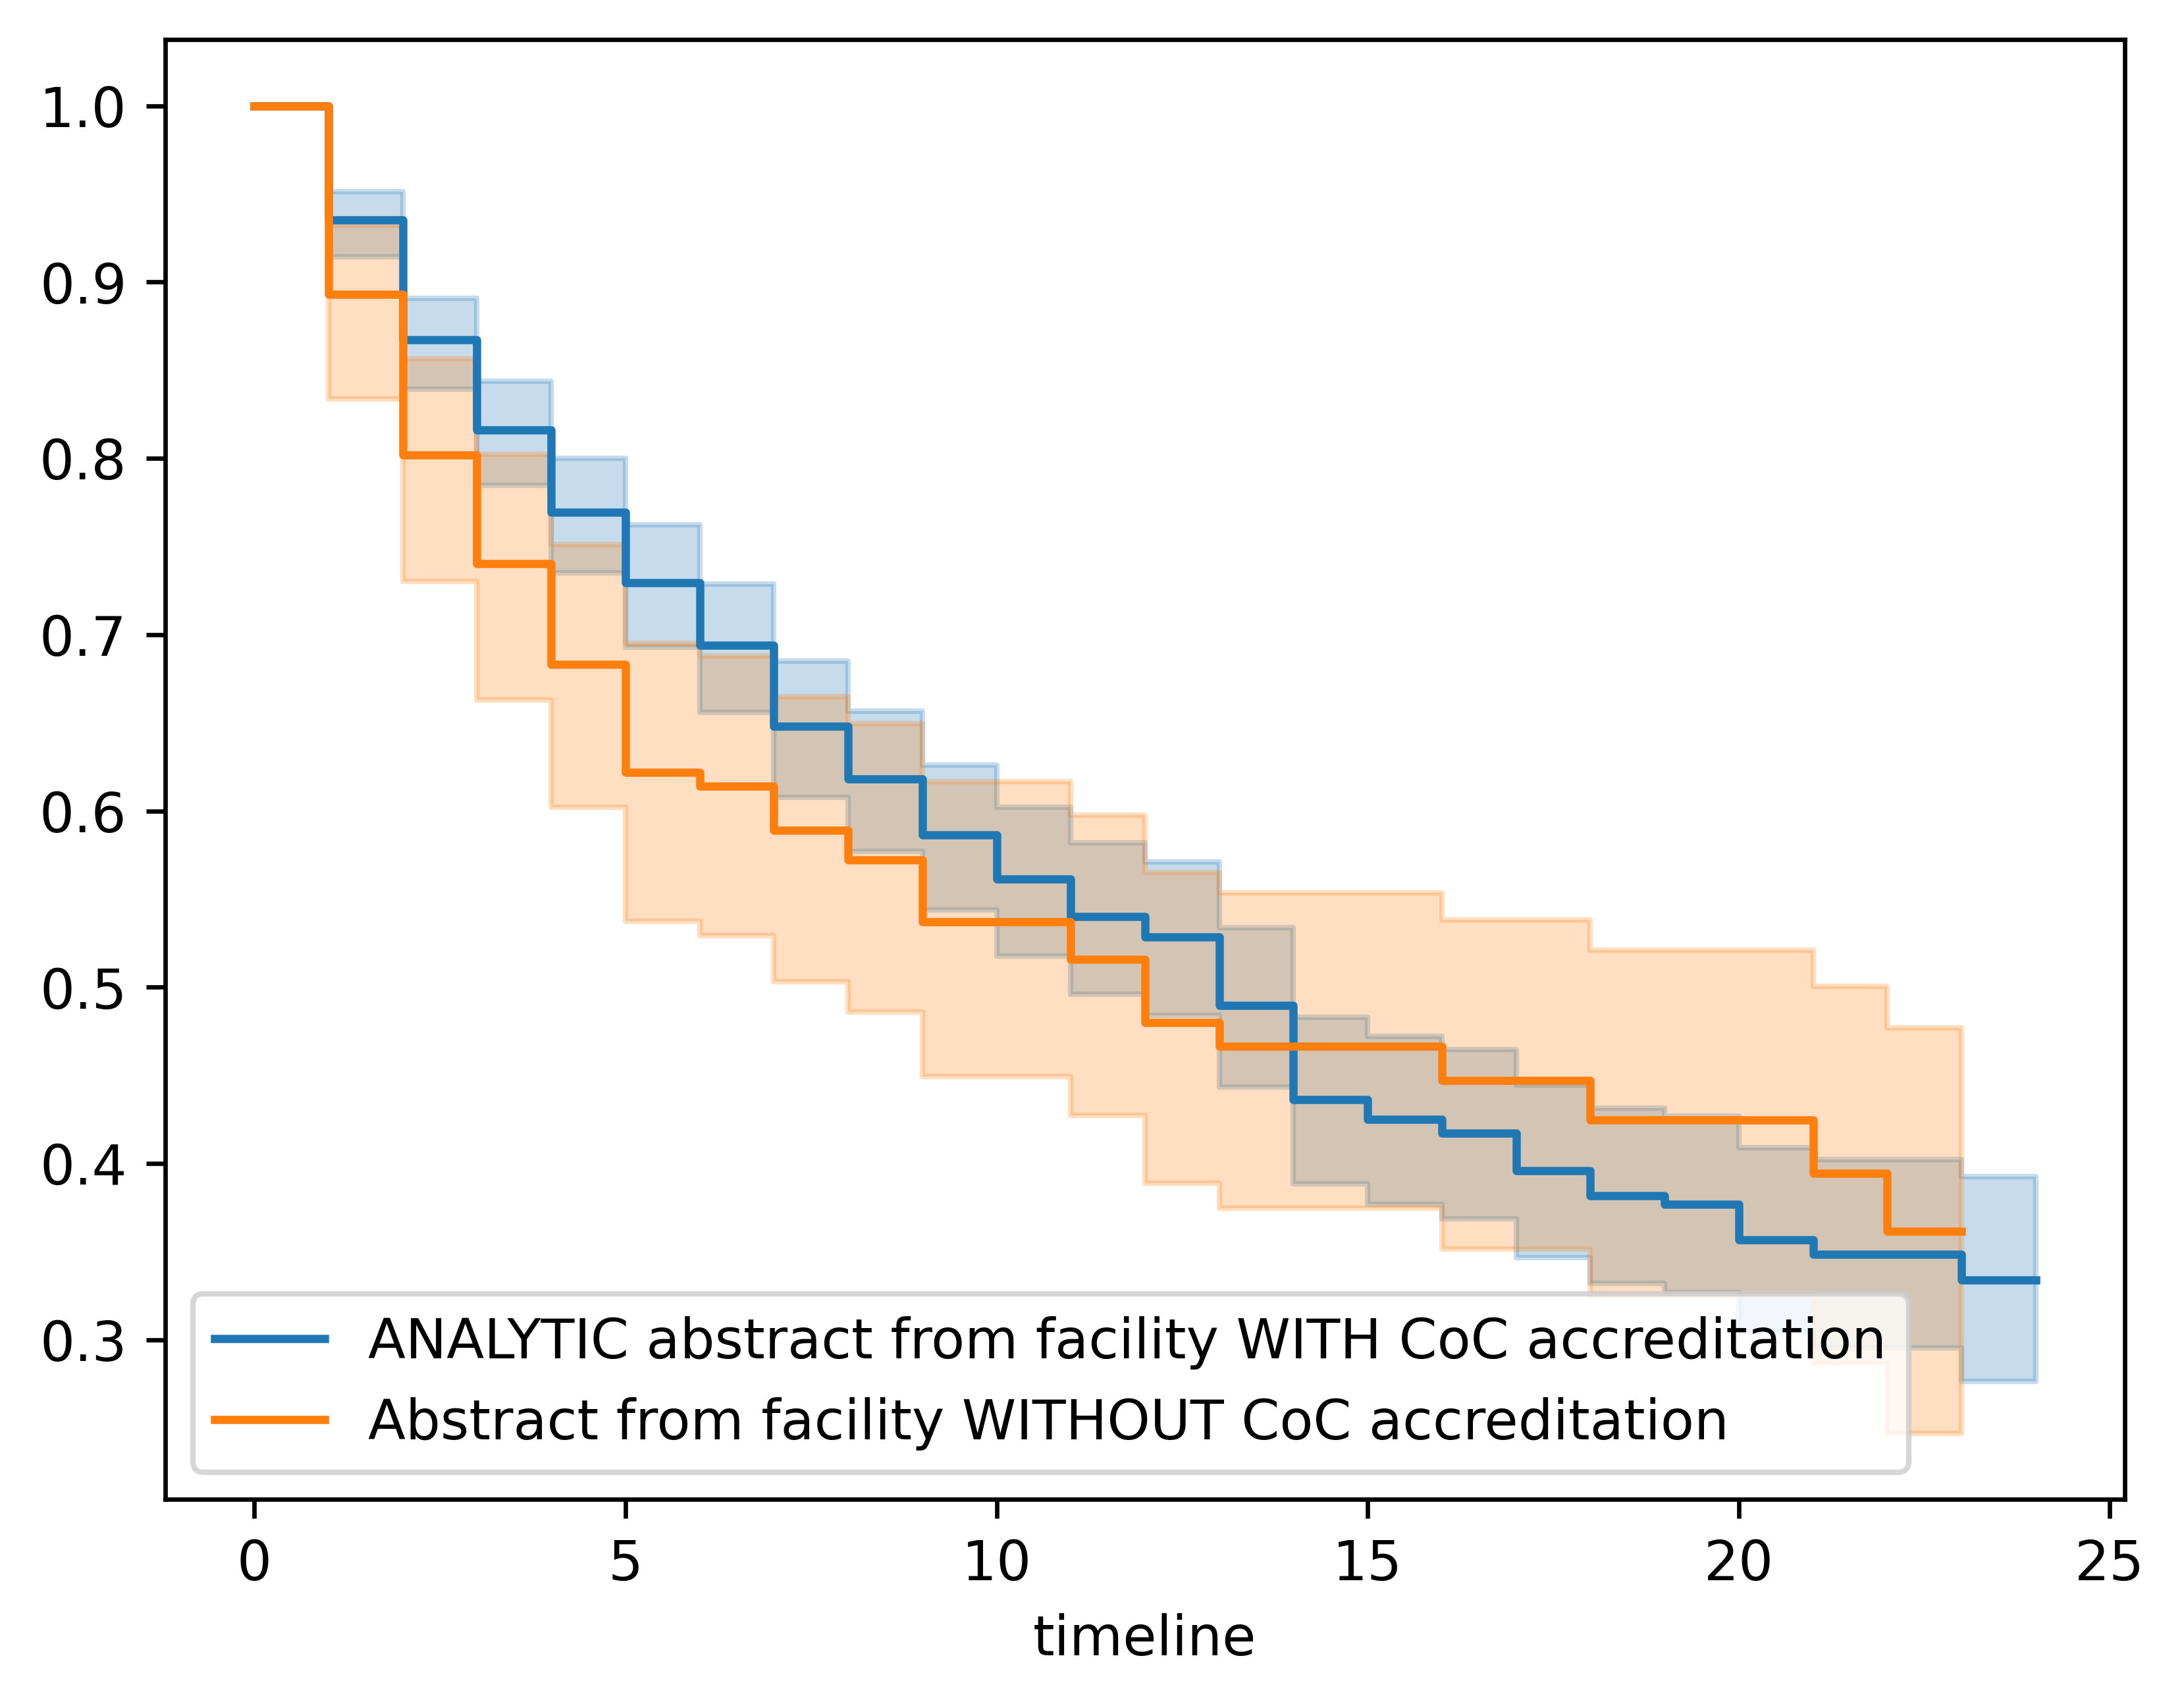 1.0
0.9
0.8
0.7
0.6
0.5
0.4
0.3
ANALYTIC abstract from facility WITH CoC accreditation
Abstract from facility WITHOUT CoC accreditation
0 5 10 15 20 25
timeline